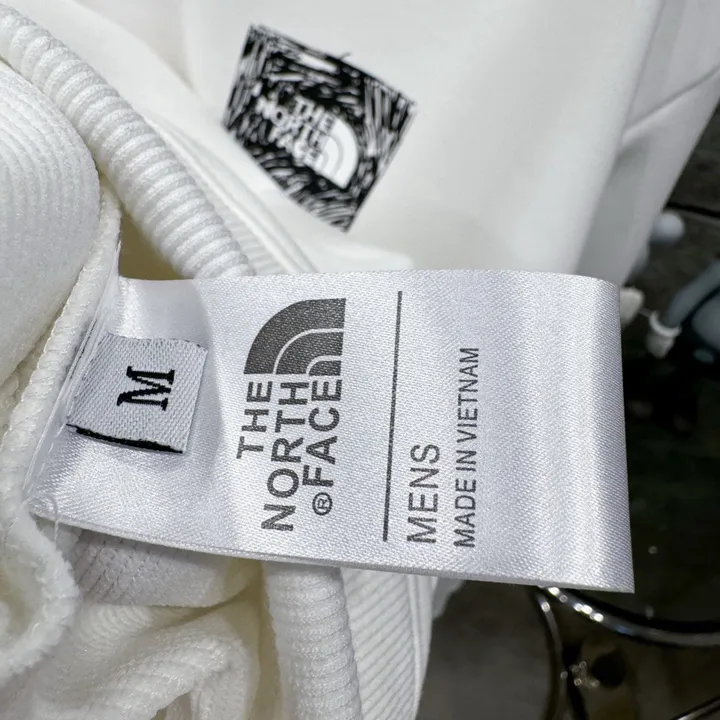 THE
NORTH
FACE
M
THE
NORTH
®FACE
MENS
MADE IN VIETNAM